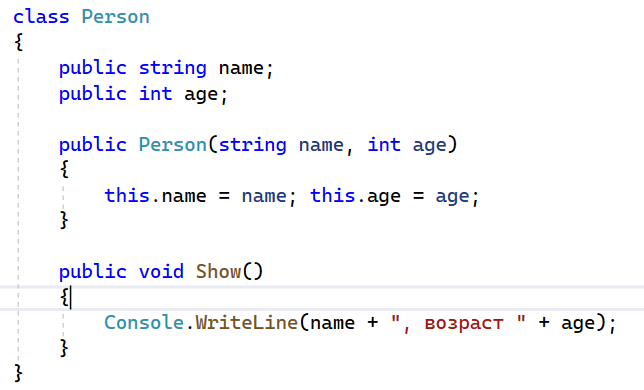 class Person
{
    public string name;
    public int age;

    public Person(string name, int age)
    {
        this.name = name; this.age = age;
    }

    public void Show()
    {
        Console.WriteLine(name + ", возраст " + age);
    }
}